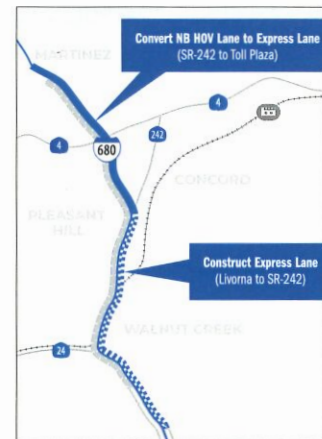 MARTINEZ
Convert NB HOV Lane to Express Lane
(SR-242 to Toll Plaza)
4
4
242
680
CONCORD
PLEASANT
HILL
Construct Express Lane
(Livorna to SR-242)
WALNUT CREEK
24